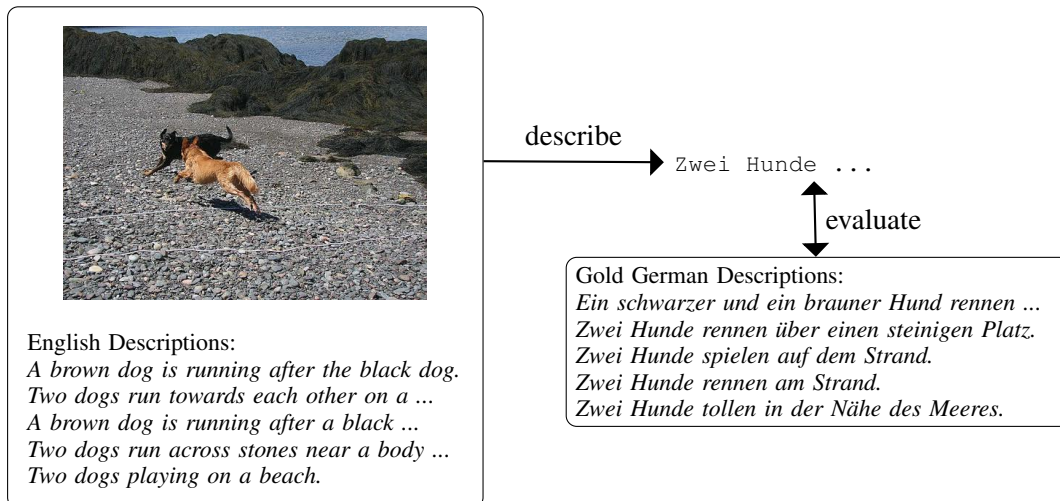 describe
Zwei Hunde ...
evaluate
English Descriptions:
A brown dog is running after the black dog.
Two dogs run towards each other on a ...
A brown dog is running after a black ...
Two dogs run across stones near a body ...
Two dogs playing on a beach.
Gold German Descriptions:
Ein schwarzer und ein brauner Hund rennen ...
Zwei Hunde rennen über einen steinigen Platz.
Zwei Hunde spielen auf dem Strand.
Zwei Hunde rennen am Strand.
Zwei Hunde tollen in der Nähe des Meeres.